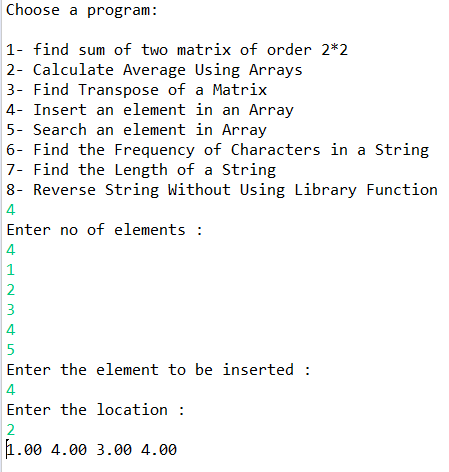 Choose a program:
1- find sum of two matrix of order 2*2
2- Calculate Average Using Arrays
3- Find Transpose of a Matrix
4- Insert an element in an Array
5- Search an element in Array
6- Find the Frequency of Characters in a String
7- Find the Length of a String
8- Reverse String Without Using Library Function
4
Enter no of elements :
4
1
2
3
4
5
Enter the element to be inserted :
4
Enter the location :
2
1.00 4.00 3.00 4.00